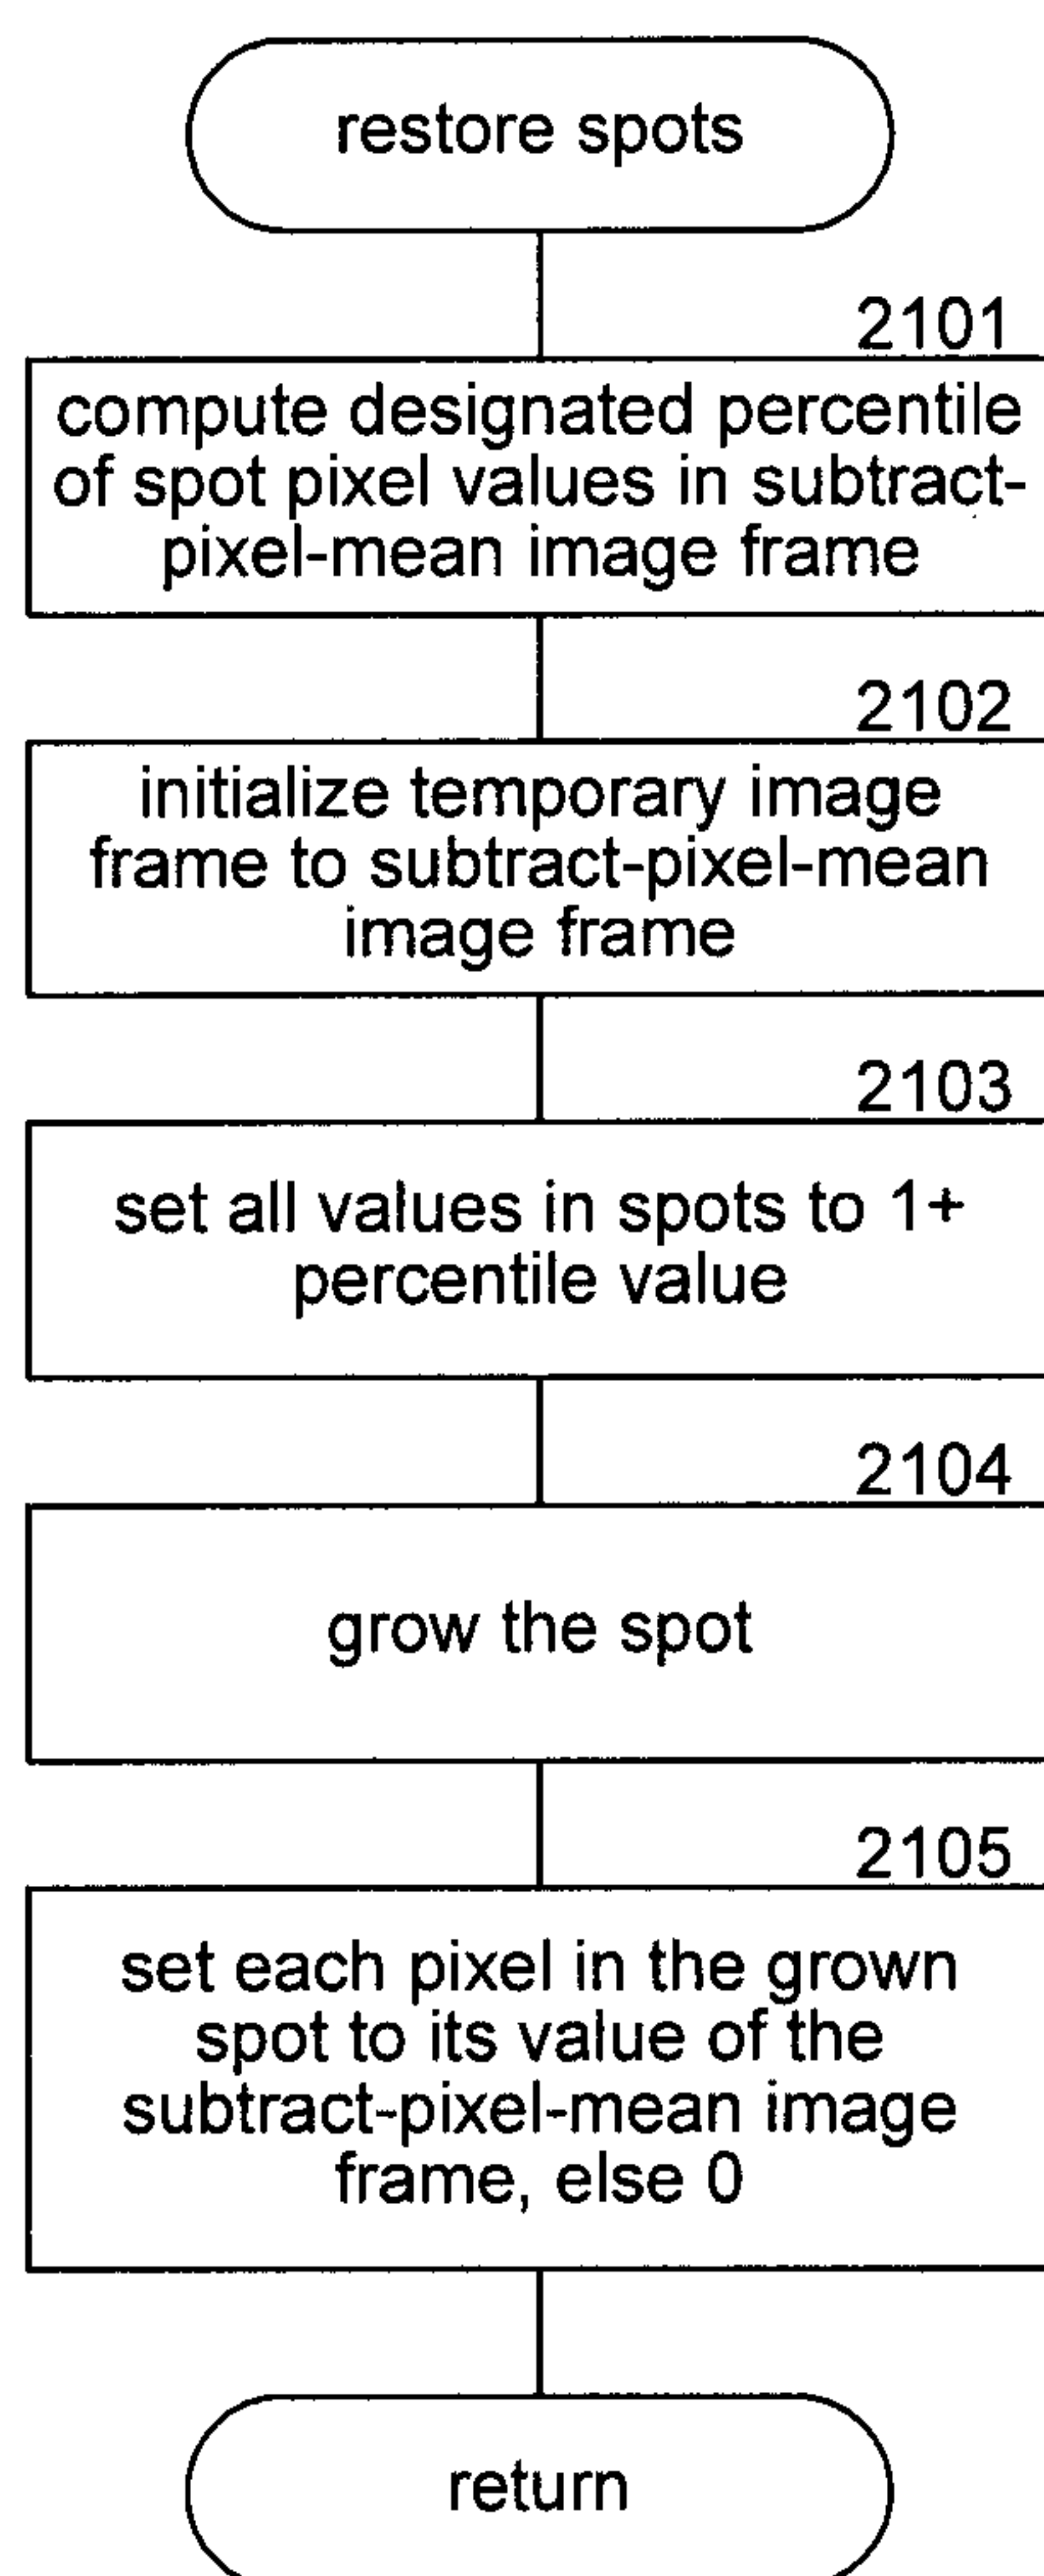 restore spots
2101
compute designated percentile
of spot pixel values in subtract-
pixel-mean image frame
2102
initialize temporary image
frame to subtract-pixel-mean
image frame
2103
set all values in spots to 1+
percentile value
2104
grow the spot
2105
set each pixel in the grown
spot to its value of the
subtract-pixel-mean image
frame, else 0
return